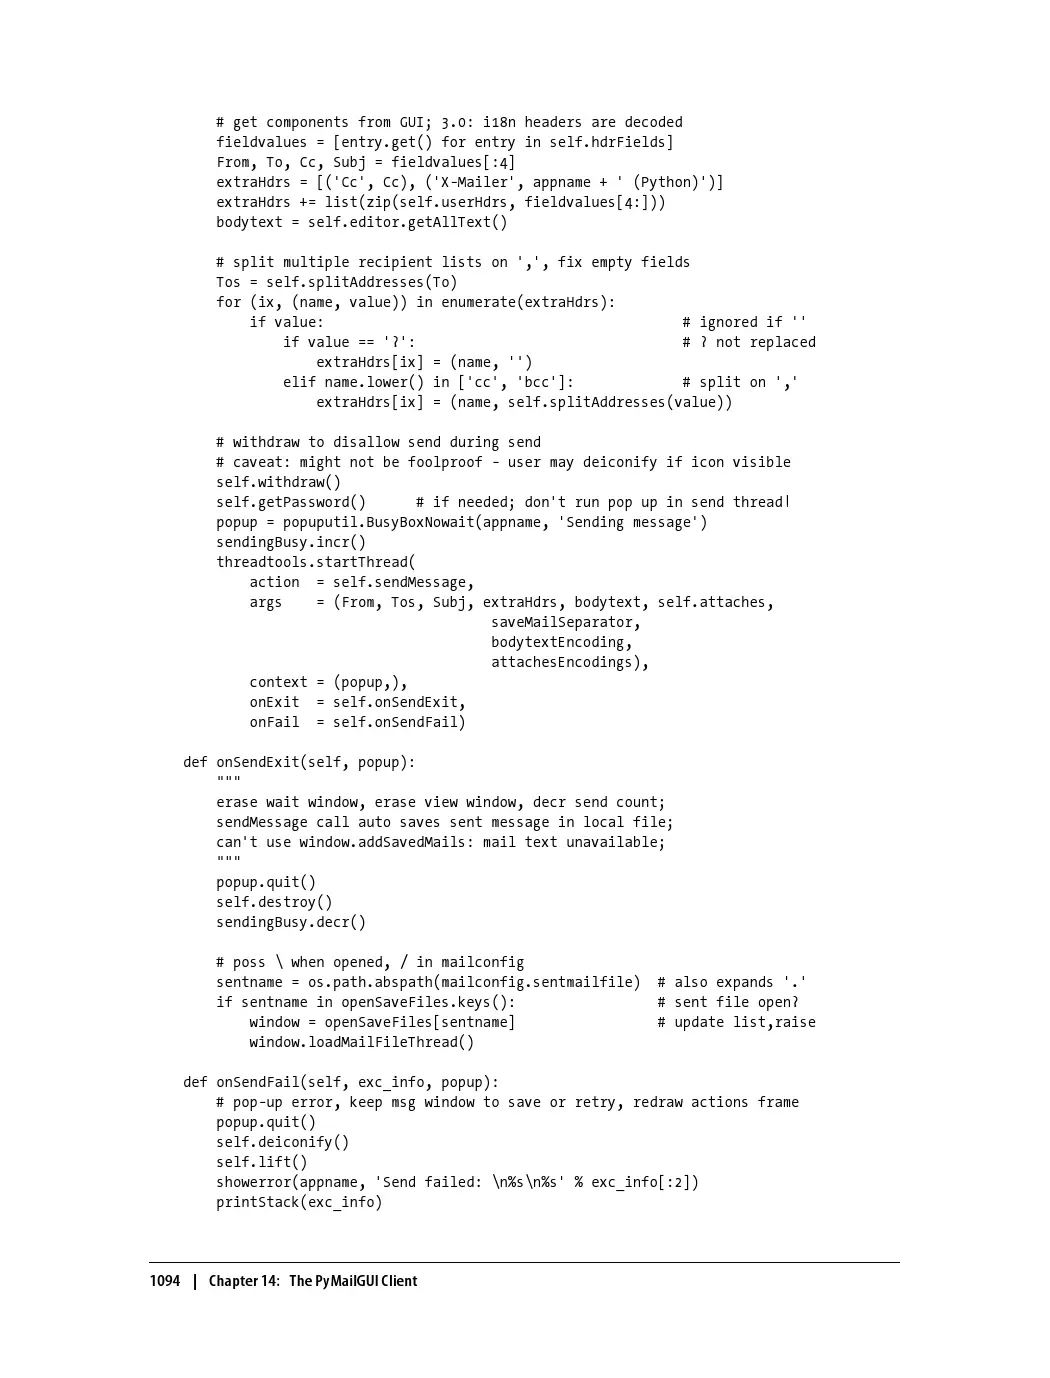 # get components from GUI; 3.0: i18n headers are decoded
fieldvalues = [entry.get() for entry in self.hdrFields]
From, To, Cc, Subj = fieldvalues[:4]
extraHdrs = [('Cc', Cc), ('X-Mailer', appname + ' (Python)')]
extraHdrs += list(zip(self.userHdrs, fieldvalues[4:]))
bodytext = self.editor.getAllText()
# split multiple recipient lists on ',', fix empty fields
Tos = self.splitAddresses(To)
for (ix, (name, value)) in enumerate(extraHdrs):
if value: # ignored if ''
if value == '?': # ? not replaced
extraHdrs[ix] = (name, '')
elif name.lower() in ['cc', 'bcc']: # split on ','
extraHdrs[ix] = (name, self.splitAddresses(value))
# withdraw to disallow send during send
# caveat: might not be foolproof - user may deiconify if icon visible
self.withdraw()
self.getPassword() # if needed; don't run pop up in send thread!
popup = popuputil.BusyBoxNowait(appname, 'Sending message')
sendingBusy.incr()
threadtools.startThread(
action = self.sendMessage,
args = (From, Tos, Subj, extraHdrs, bodytext, self.attaches,
saveMailSeparator,
bodytextEncoding,
attachesEncodings),
context = (popup,),
onExit = self.onSendExit,
onFail = self.onSendFail)
def onSendExit(self, popup):
"""
erase wait window, erase view window, decr send count;
sendMessage call auto saves sent message in local file;
can't use window.addSavedMails: mail text unavailable;
"""
popup.quit()
self.destroy()
sendingBusy.decr()
# poss \ when opened, / in mailconfig
sentname = os.path.abspath(mailconfig.sentmailfile) # also expands '.'
if sentname in openSaveFiles.keys(): # sent file open?
window = openSaveFiles[sentname] # update list,raise
window.loadMailFileThread()
def onSendFail(self, exc_info, popup):
# pop-up error, keep msg window to save or retry, redraw actions frame
popup.quit()
self.deiconify()
self.lift()
showerror(appname, 'Send failed: \n%s\n%s' % exc_info[:2])
printStack(exc_info)
1094 | Chapter 14: The PyMailGUI Client